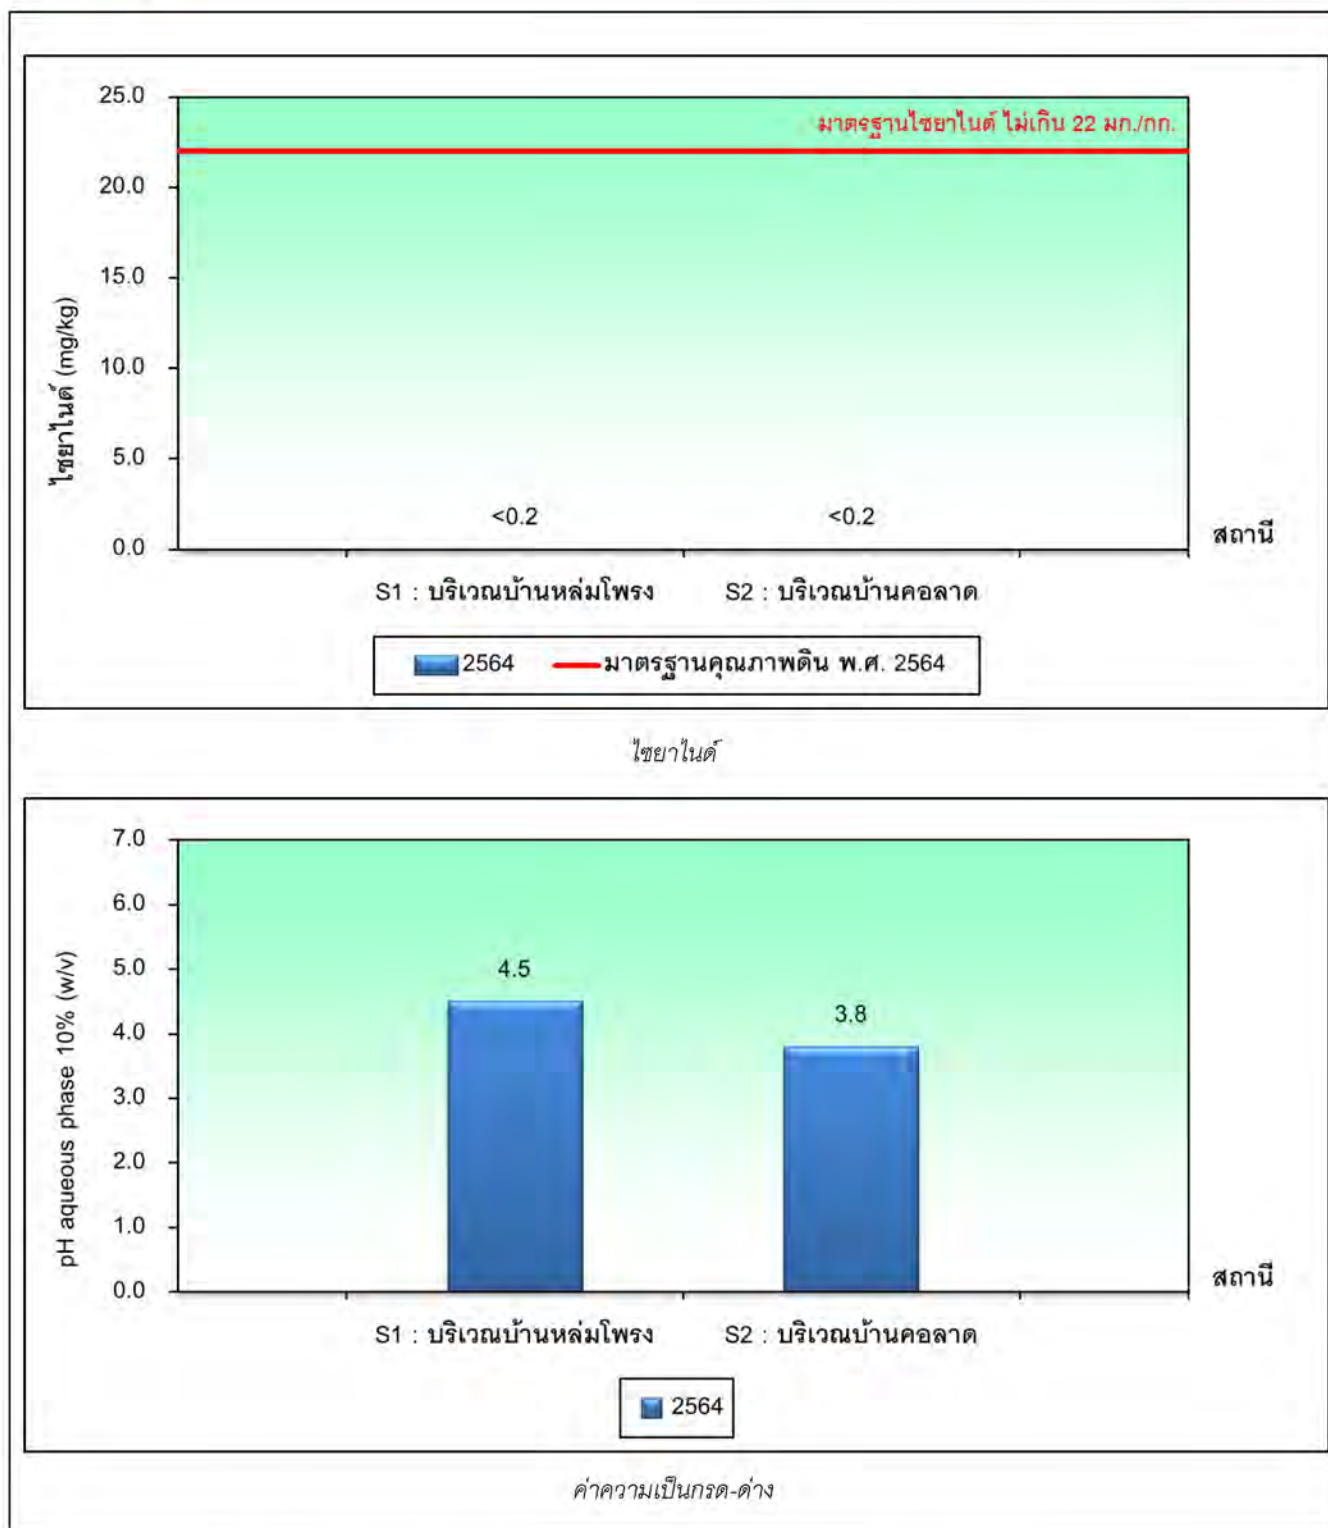 25.0
มาตรฐานไซยาไนด์ ไม่เกิน 22 มก./กก.
20.0
15.0
10.0
5.0
0.0
ไซยาไนด์ (mg/kg)
<0.2 <0.2
สถานี
S1 : บริเวณบ้านหล่มโพรง S2 : บริเวณบ้านคอลาด
2564 มาตรฐานคุณภาพดิน พ.ศ. 2564
ไซยาไนด์
7.0
6.0
5.0
4.0
3.0
2.0
1.0
0.0
pH aqueous phase 10% (w/v)
4.5
3.8
สถานี
S1 : บริเวณบ้านหล่มโพรง S2 : บริเวณบ้านคอลาด
2564
ค่าความเป็นกรด-ด่าง